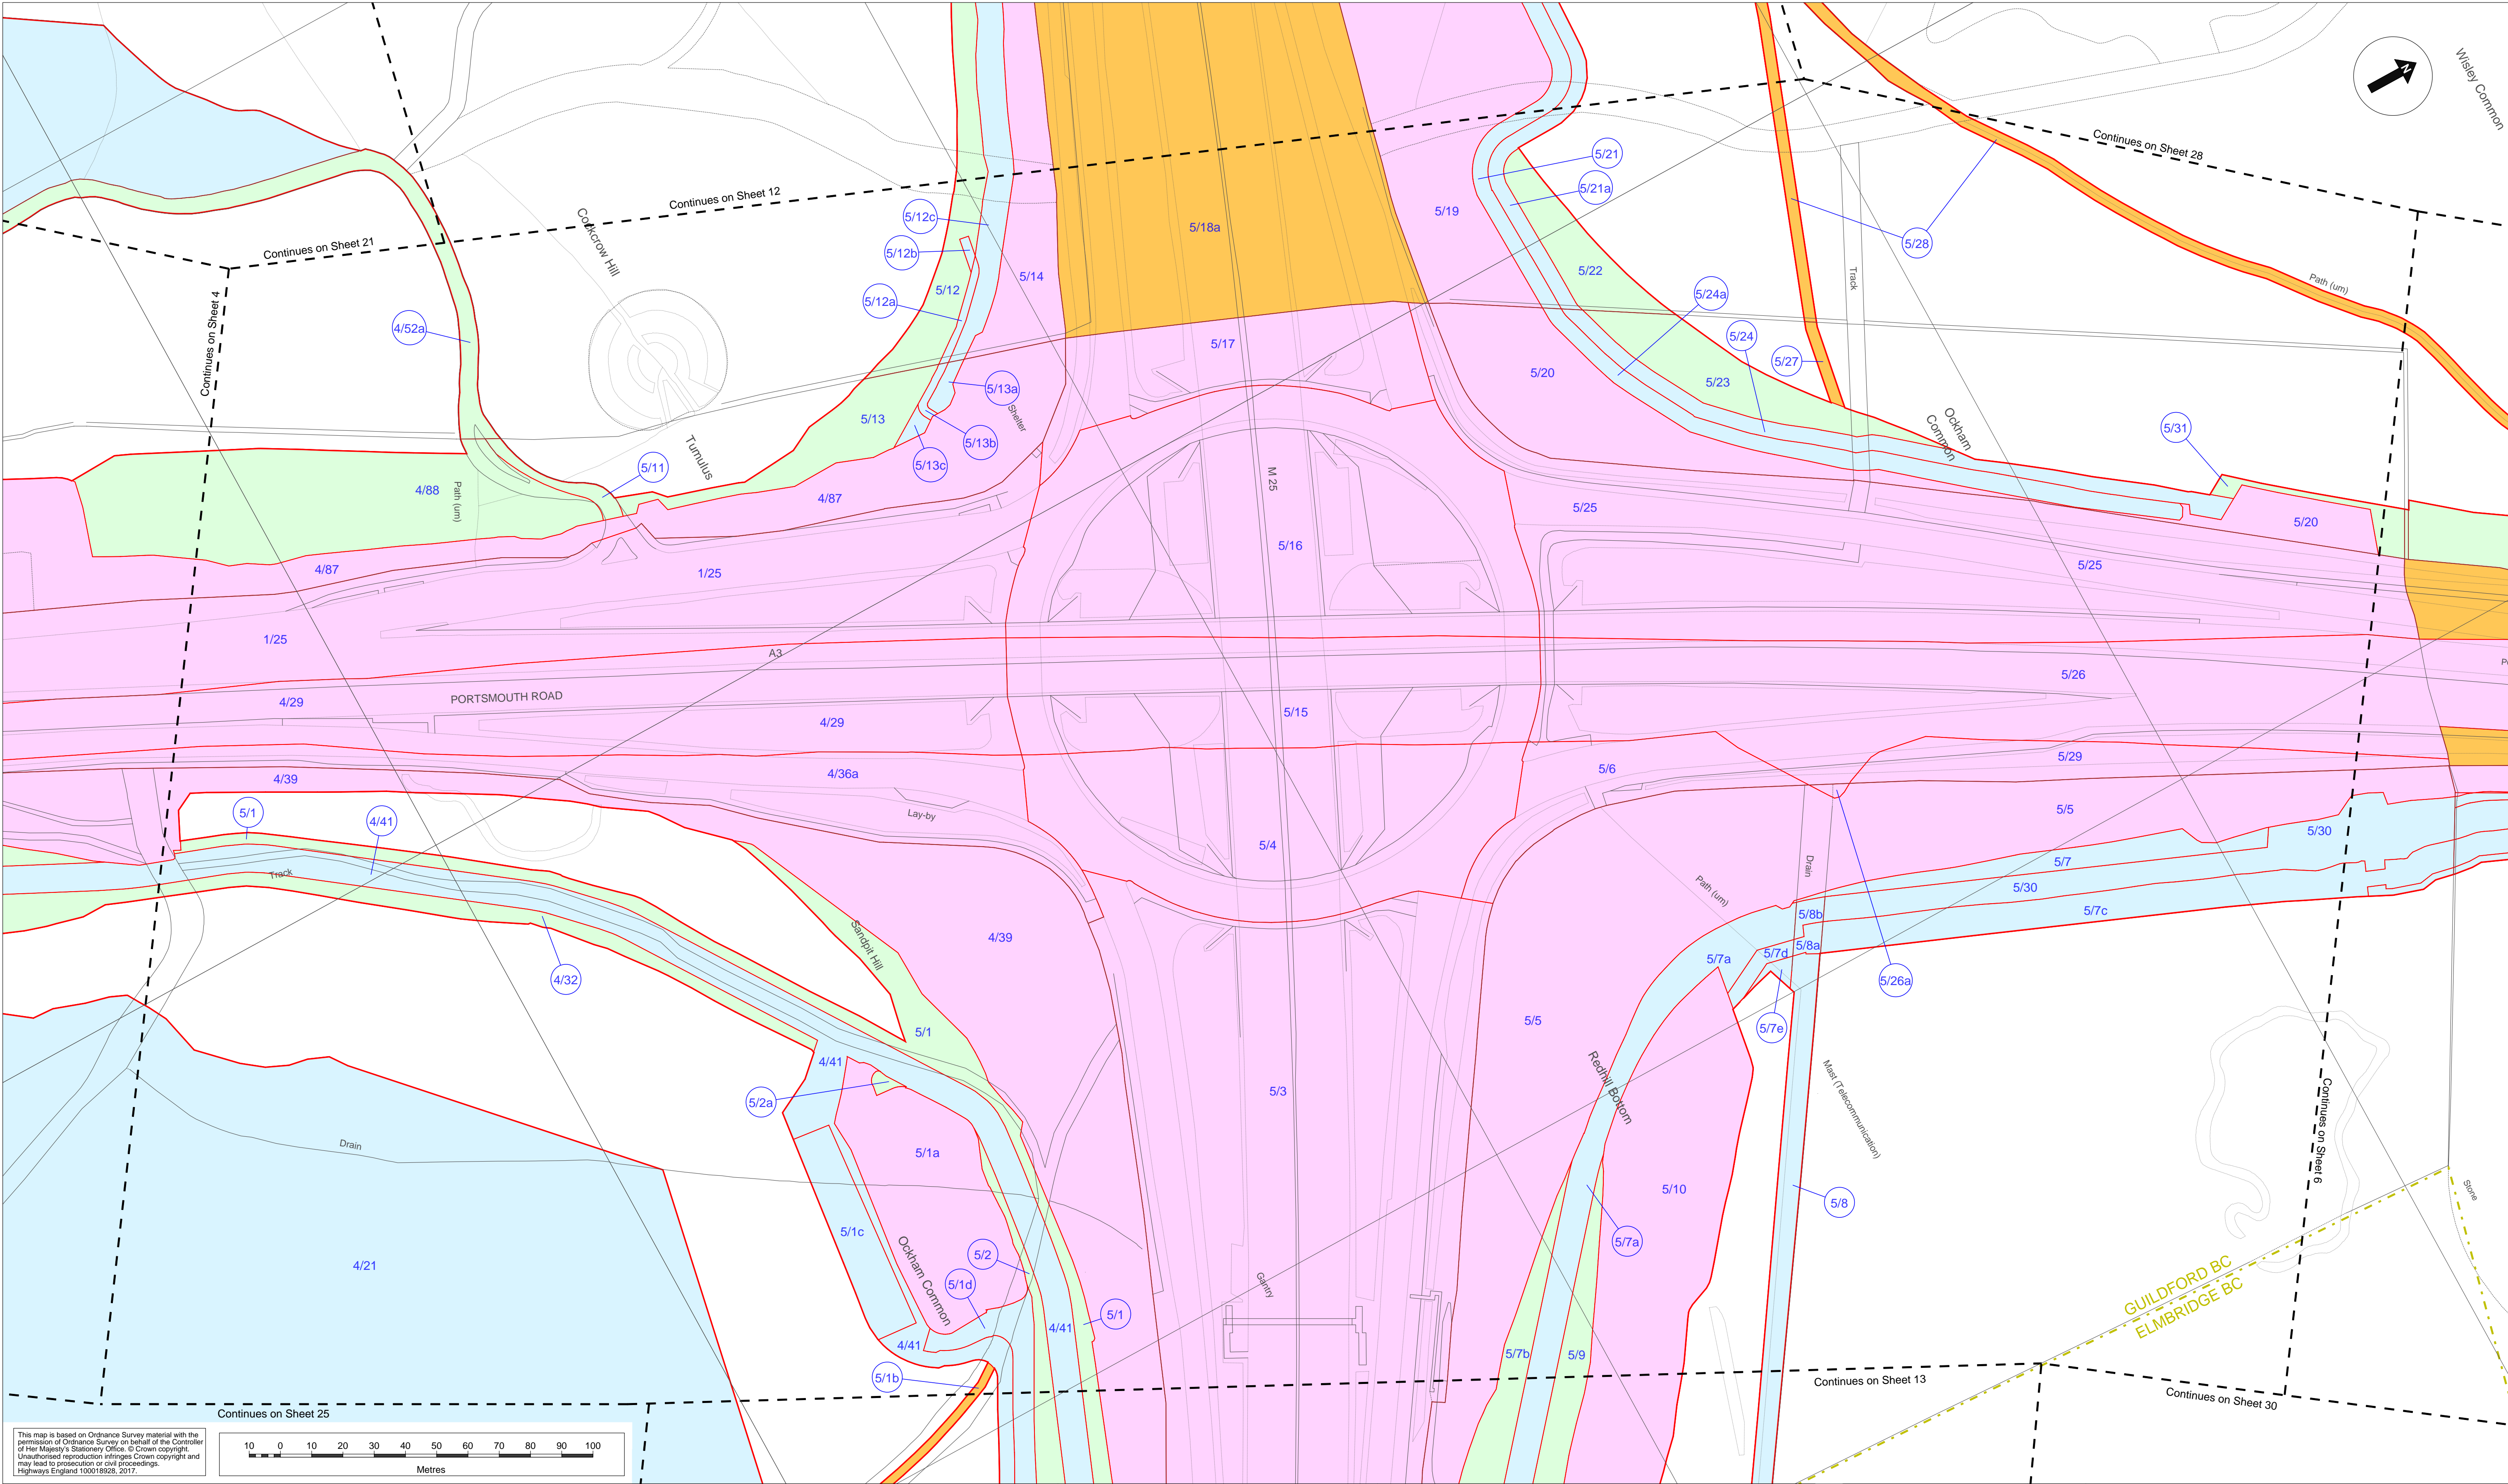 Wisley Common
N
Continues on Sheet 28
Continues on Sheet 12
Continues on Sheet 21
Continues on Sheet 4
Cockcrow Hill
5/12c
5/12b
5/12a
5/12
5/14
5/18a
5/19
5/21
5/21a
5/22
5/28
Track
Path (um)
4/52a
5/17
5/24a
5/24
5/27
5/20
5/23
5/13
5/13a
Shelter
5/13b
5/13c
Ockham
Common
5/31
Tumulus
5/11
4/88
Path (um)
4/87
M 25
5/25
5/20
5/16
4/87
1/25
5/25
1/25
A3
PORTSMOUTH ROAD
4/29
4/29
5/15
5/26
4/39
4/36a
5/6
5/29
Lay-by
5/1
4/41
5/4
5/5
5/30
5/7
Drain
Track
Path (um)
5/30
5/8b
5/7c
4/39
Sandpit Hill
4/32
5/8a
5/7d
5/7a
5/26a
5/1
5/5
5/7e
4/41
Redhill Bottom
Mast (Telecommunication)
5/3
5/2a
Continues on Sheet 6
Drain
5/1a
5/10
Stone
5/8
5/1c
Ockham Common
5/2
5/7a
4/21
5/1d
Gantry
GUILDFORD BC
ELMBRIDGE BC
5/1
4/41
4/41
5/7b
5/9
5/1b
Continues on Sheet 13
Continues on Sheet 30
Continues on Sheet 25
This map is based on Ordnance Survey material with the
permission of Ordnance Survey on behalf of the Controller
of Her Majesty's Stationery Office. © Crown copyright.
Unauthorised reproduction infringes Crown copyright and
may lead to prosecution or civil proceedings.
Highways England 100018928, 2017.
10 0 10 20 30 40 50 60 70 80 90 100
Metres